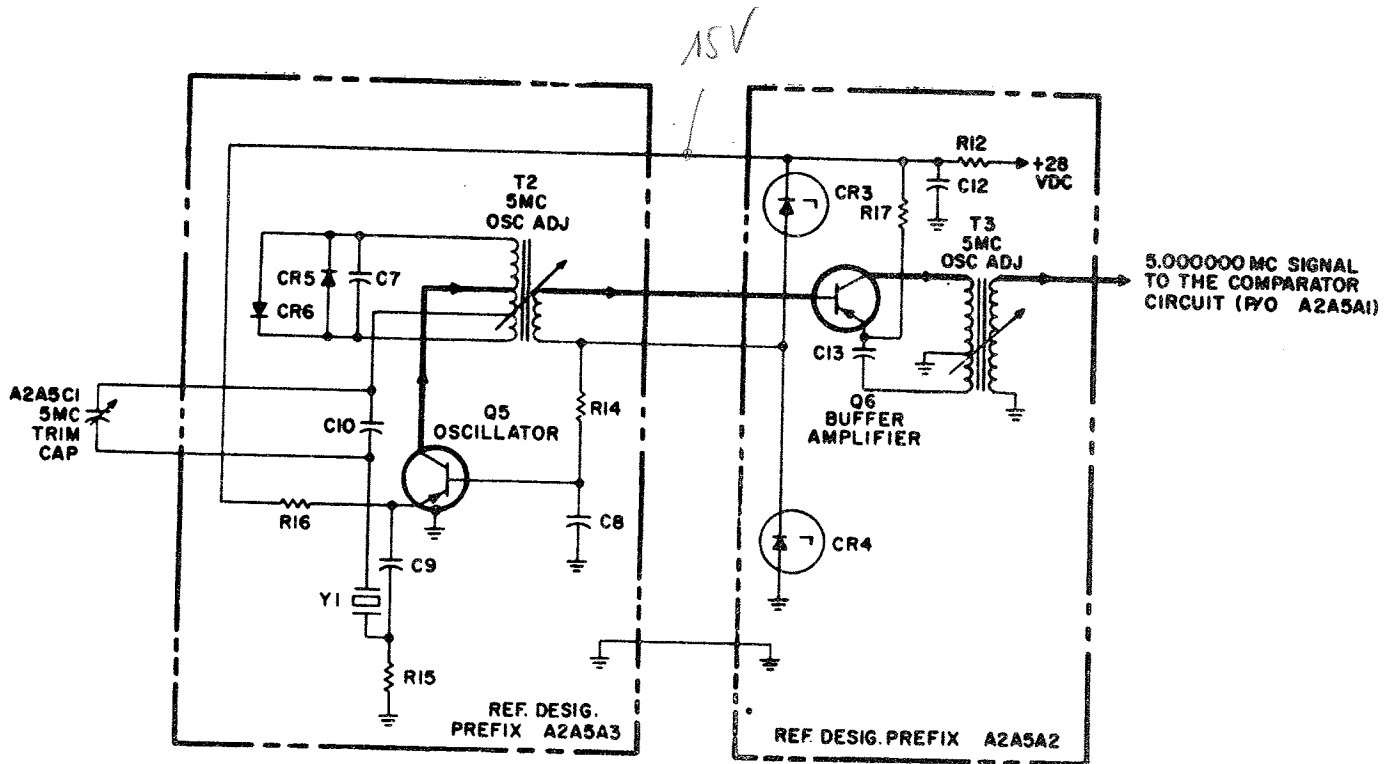 15V
R12
+28
VDC
C12
CR3
R17
T2
5MC
OSC ADJ
T3
5MC
OSC ADJ
CR5
C7
CR6
5.000000 MC SIGNAL
TO THE COMPARATOR
CIRCUIT (P/O A2A5A1)
C13
A2A5C1
5MC
TRIM
CAP
C10
Q5
OSCILLATOR
R14
Q6
BUFFER
AMPLIFIER
R16
C8
C9
CR4
Y1
R15
REF. DESIG.
PREFIX A2A5A3
REF. DESIG. PREFIX A2A5A2